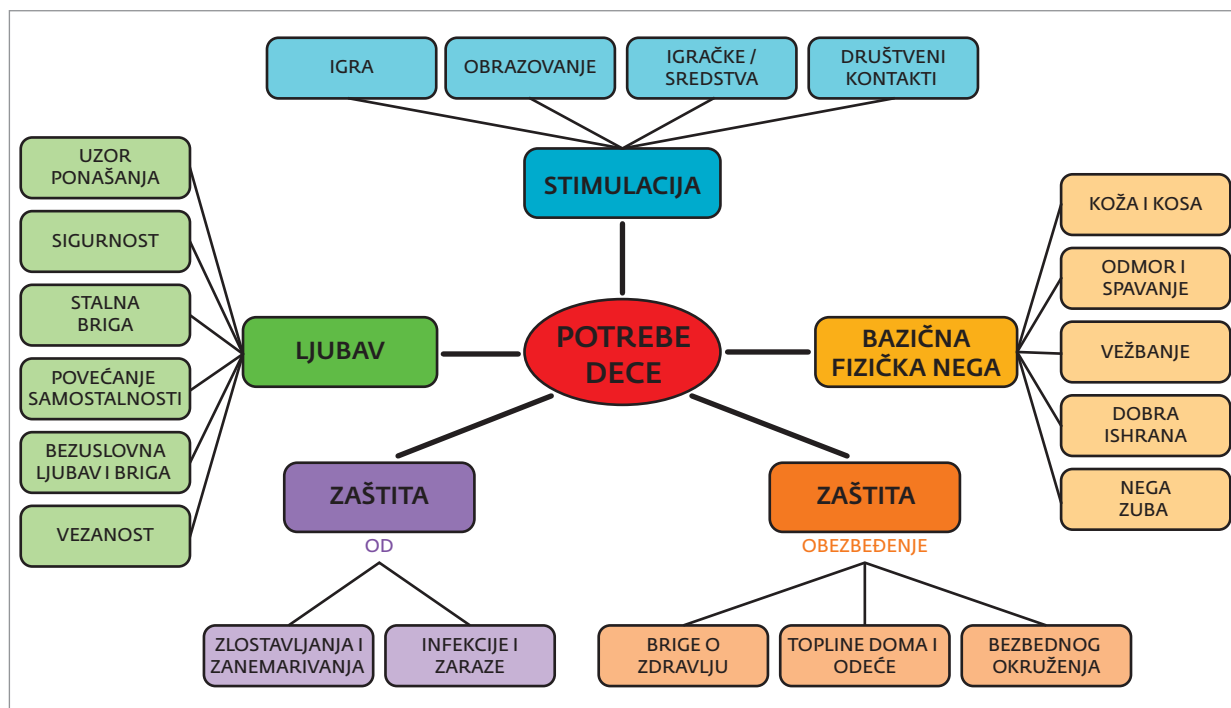 IGRA
OBRAZOVANJE
IGRAČKE /
SREDSTVA
DRUŠTVENI
KONTAKTI
STIMULACIJA
UZOR
PONAŠANJA
SIGURNOST
STALNA
BRIGA
POVEĆANJE
SAMOSTALNOSTI
BEZUSLOVNA
LJUBAV I BRIGA
VEZANOST
LJUBAV
POTREBE
DECE
BAZIČNA
FIZIČKA NEGA
KOŽA I KOSA
ODMOR I
SPAVANJE
VEŽBANJE
DOBRA
ISHRANA
NEGA
ZUBA
ZAŠTITA
OD
ZLOSTAVLJANJA I
ZANEMARIVANJA
INFEKCIJE I
ZARAZE
ZAŠTITA
OBEZBEĐENJE
BRIGE O
ZDRAVLJU
TOPLINE DOMA I
ODEĆE
BEZBEDNOG
OKRUŽENJA